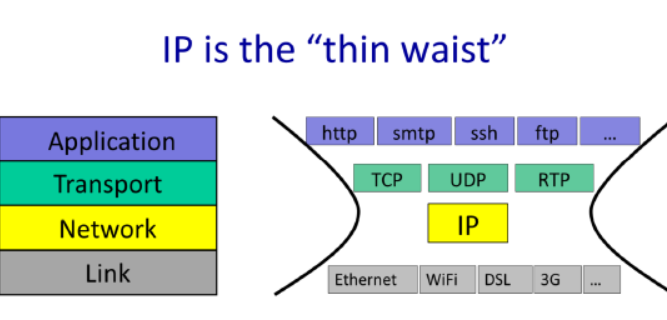 IP is the “thin waist”
Application
Transport
Network
Link
http smtp ssh ftp ...
TCP UDP RTP
IP
Ethernet WiFi DSL 3G ...